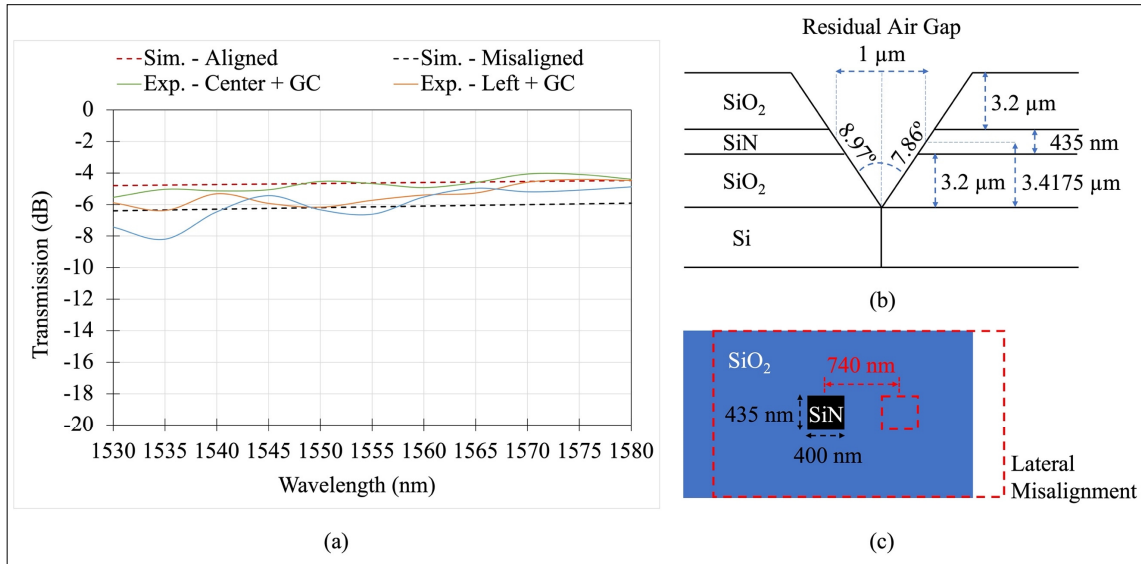 Sim. - Aligned
Sim. - Misaligned
Exp. - Center + GC
Exp. - Left + GC
0
-2
-4
-6
-8
-10
-12
-14
-16
-18
-20
Transmission (dB)
1530 1535 1540 1545 1550 1555 1560 1565 1570 1575 1580
Wavelength (nm)
(a)
Residual Air Gap
1 µm
SiO2
SiN
SiO2
Si
8.97º
7.86º
3.2 µm
435 nm
3.2 µm
3.4175 µm
(b)
SiO2
740 nm
435 nm
SiN
400 nm
Lateral
Misalignment
(c)